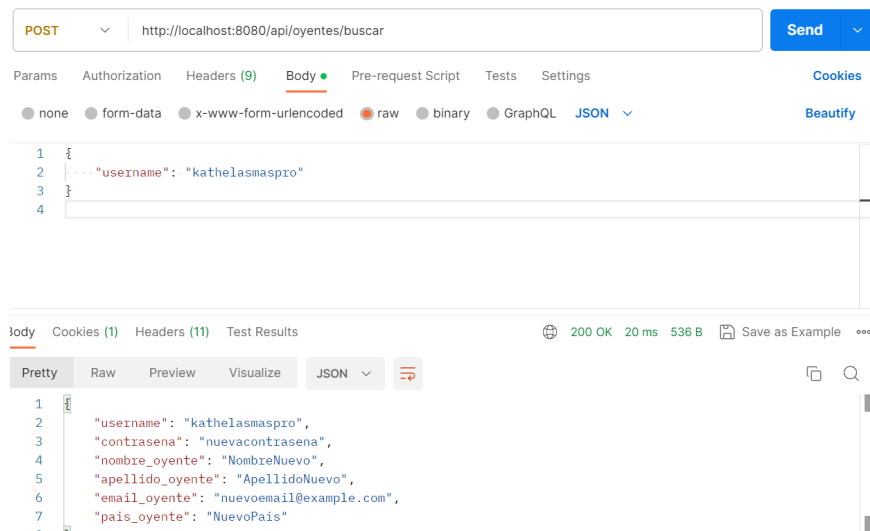 POST http://localhost:8080/api/oyentes/buscar Send
Params Authorization Headers (9) Body Pre-request Script Tests Settings Cookies
none form-data x-www-form-urlencoded raw binary GraphQL JSON Beautify
1 {
2 "username": "kathelasmaspro"
3 }
4
Body Cookies (1) Headers (11) Test Results 200 OK 20 ms 536 B Save as Example
Pretty Raw Preview Visualize JSON
1 {
2 "username": "kathelasmaspro",
3 "contrasena": "nuevacontrasena",
4 "nombre_oyente": "NombreNuevo",
5 "apellido_oyente": "ApellidoNuevo",
6 "email_oyente": "nuevoemail@example.com",
7 "pais_oyente": "NuevoPais"